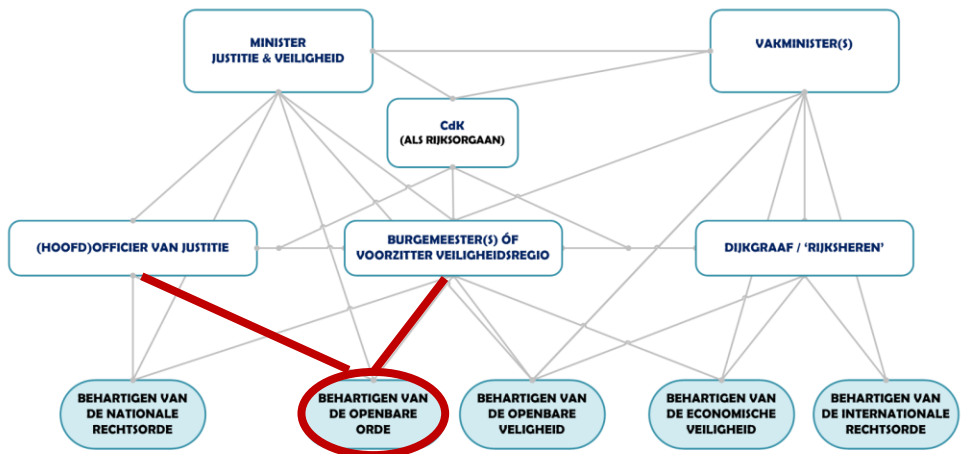 MINISTER
JUSTITIE & VEILIGHEID
VAKMINISTER(S)
CdK
(ALS RIJKSORGAAN)
(HOOFD)OFFICIER VAN JUSTITIE
BURGEMEESTER(S) ÓF
VOORZITTER VEILIGHEIDSREGIO
DIJKGRAAF / ‘RIJKSHEREN’
BEHARTIGEN VAN
DE NATIONALE
RECHTSORDE
BEHARTIGEN VAN
DE OPENBARE
ORDE
BEHARTIGEN VAN
DE OPENBARE
VELIGHEID
BEHARTIGEN VAN
DE ECONOMISCHE
VEILIGHEID
BEHARTIGEN VAN
DE INTERNATIONALE
RECHTSORDE